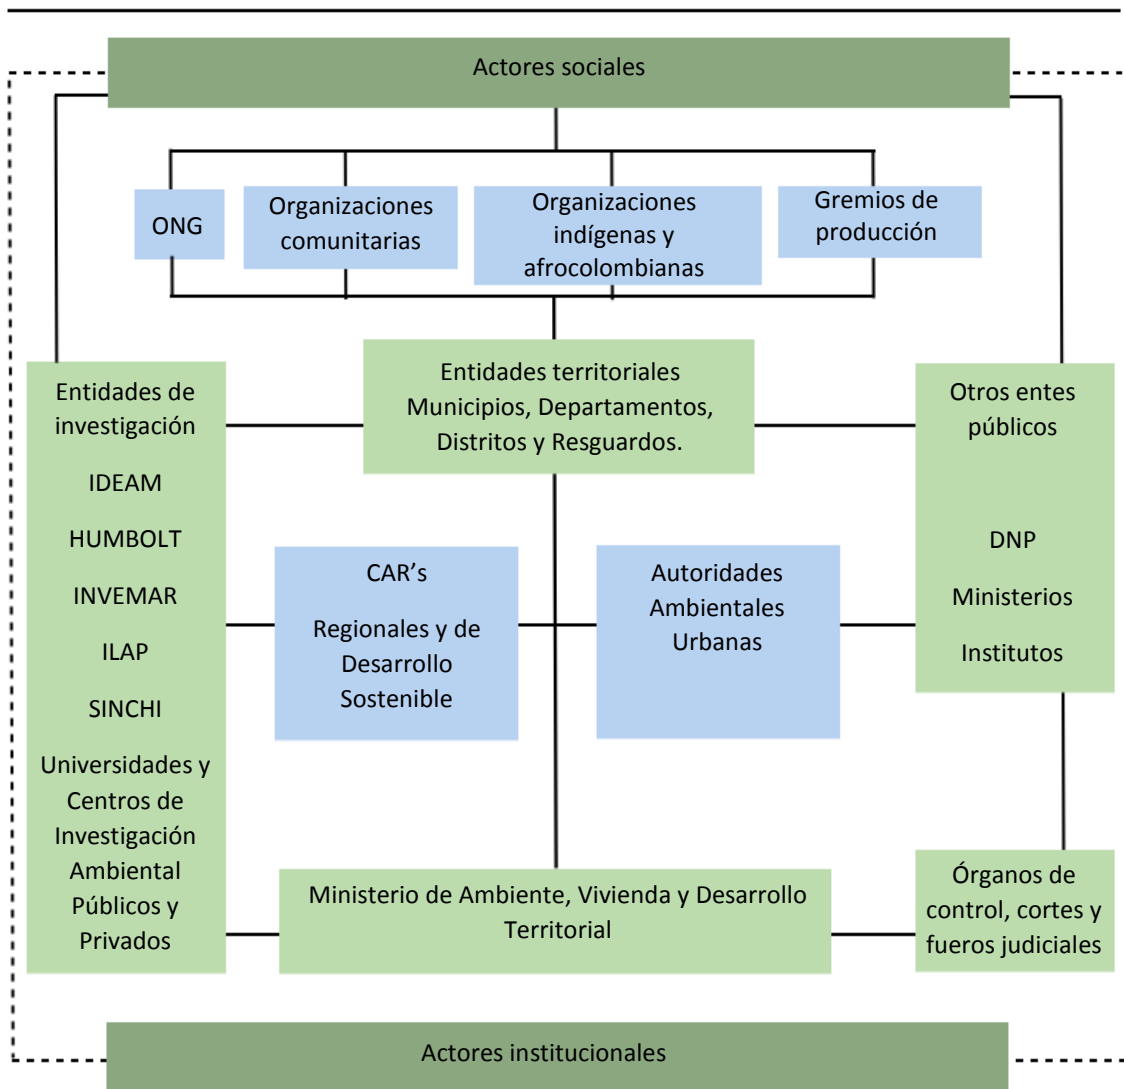 Actores sociales
ONG
Organizaciones
comunitarias
Organizaciones
indígenas y
afrocolombianas
Gremios de
producción
Entidades de
investigación
IDEAM
HUMBOLT
INVEMAR
ILAP
SINCHI
Universidades y
Centros de
Investigación
Ambiental
Públicos y
Privados
Entidades territoriales
Municipios, Departamentos,
Distritos y Resguardos.
Otros entes
públicos
DNP
Ministerios
Institutos
CAR’s
Regionales y de
Desarrollo
Sostenible
Autoridades
Ambientales
Urbanas
Ministerio de Ambiente, Vivienda y Desarrollo
Territorial
Órganos de
control, cortes y
fueros judiciales
Actores institucionales